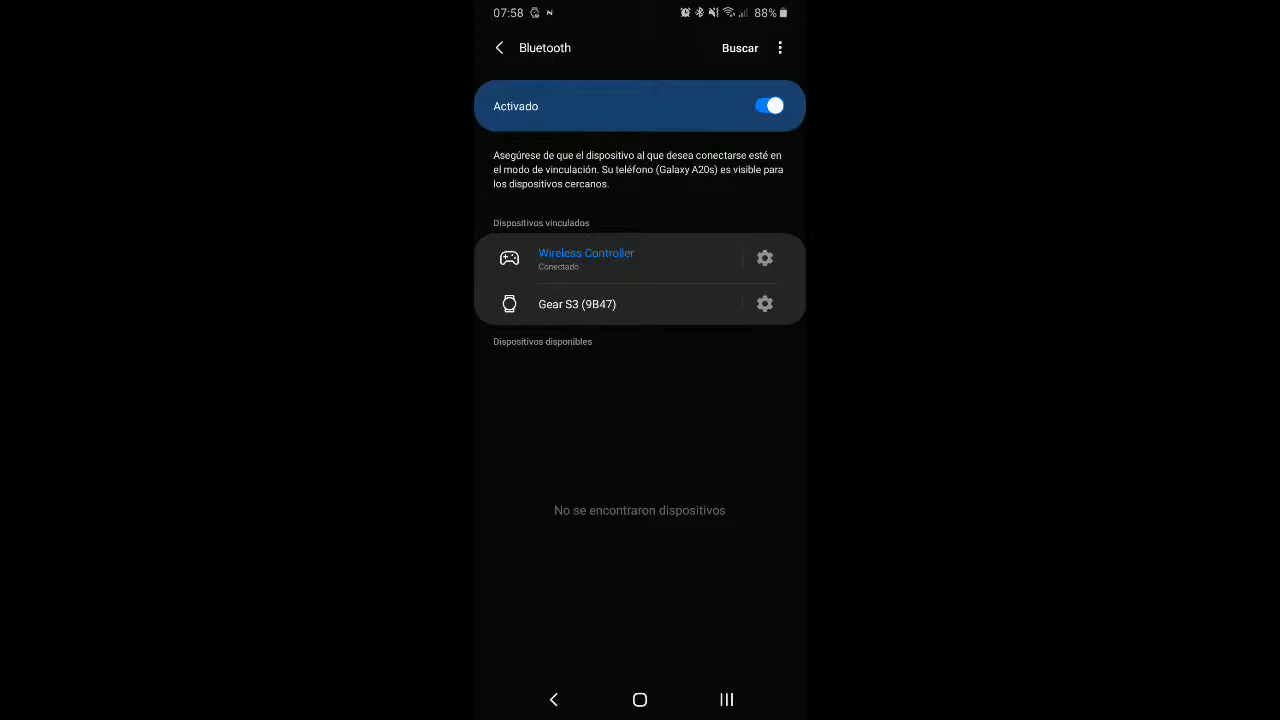 07:58 88%
Bluetooth Buscar
Activado
Asegúrese de que el dispositivo al que desea conectarse esté en
el modo de vinculación. Su teléfono (Galaxy A20s) es visible para
los dispositivos cercanos.
Dispositivos vinculados
Wireless Controller
Conectado
Gear S3 (9B47)
Dispositivos disponibles
No se encontraron dispositivos